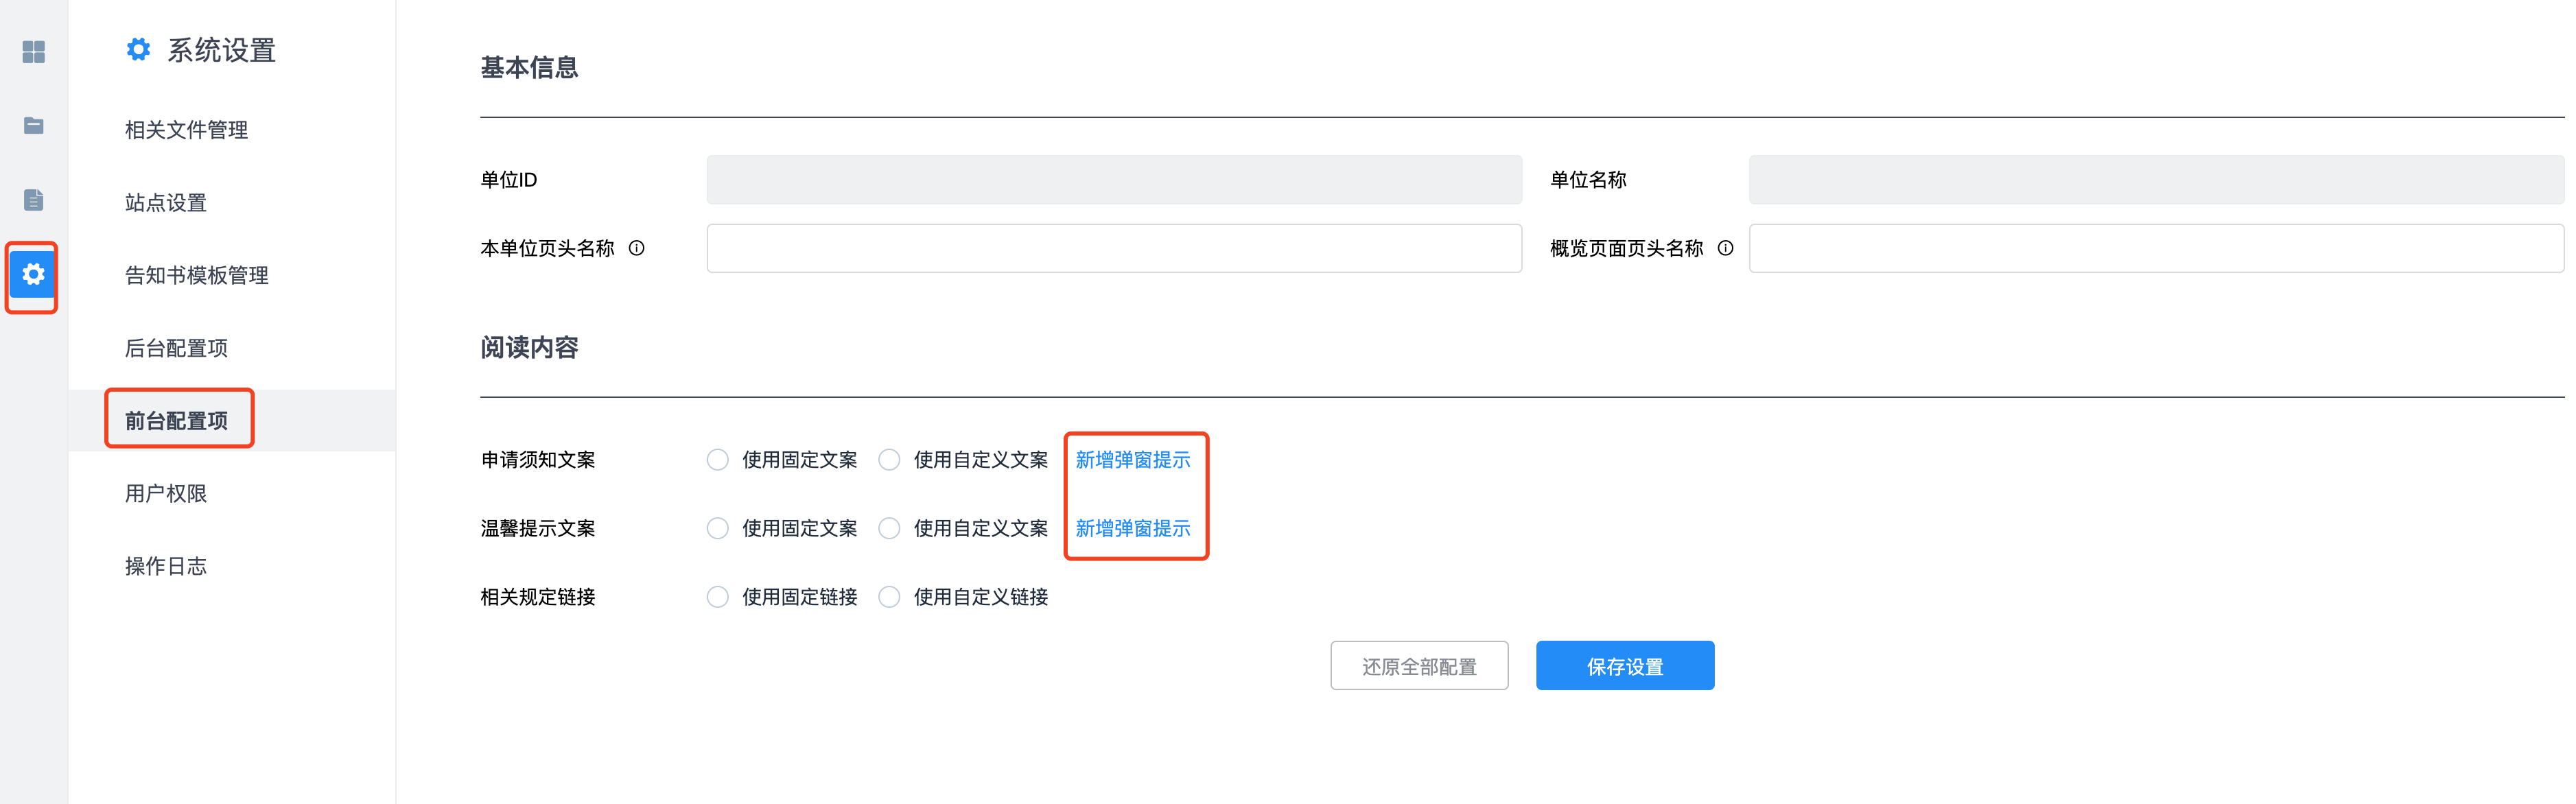 系统设置
相关文件管理
站点设置
告知书模板管理
后台配置项
前台配置项
用户权限
操作日志
基本信息
单位ID
单位名称
本单位页头名称
概览页面页头名称
阅读内容
申请须知文案 使用固定文案 使用自定义文案 新增弹窗提示
温馨提示文案 使用固定文案 使用自定义文案 新增弹窗提示
相关规定链接 使用固定链接 使用自定义链接
还原全部配置 保存设置